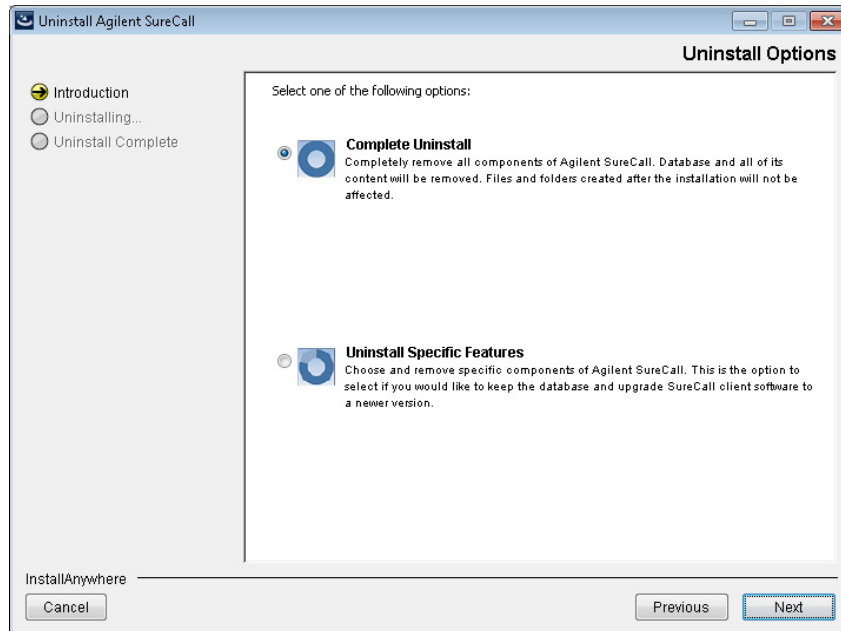 Uninstall Agilent SureCall
Uninstall Options
Introduction
Uninstalling...
Uninstall Complete
Select one of the following options:
Complete Uninstall
Completely remove all components of Agilent SureCall. Database and all of its
content will be removed. Files and folders created after the installation will not be
affected.
Uninstall Specific Features
Choose and remove specific components of Agilent SureCall. This is the option to
select if you would like to keep the database and upgrade SureCall client software to
a newer version.
InstallAnywhere
Cancel
Previous
Next